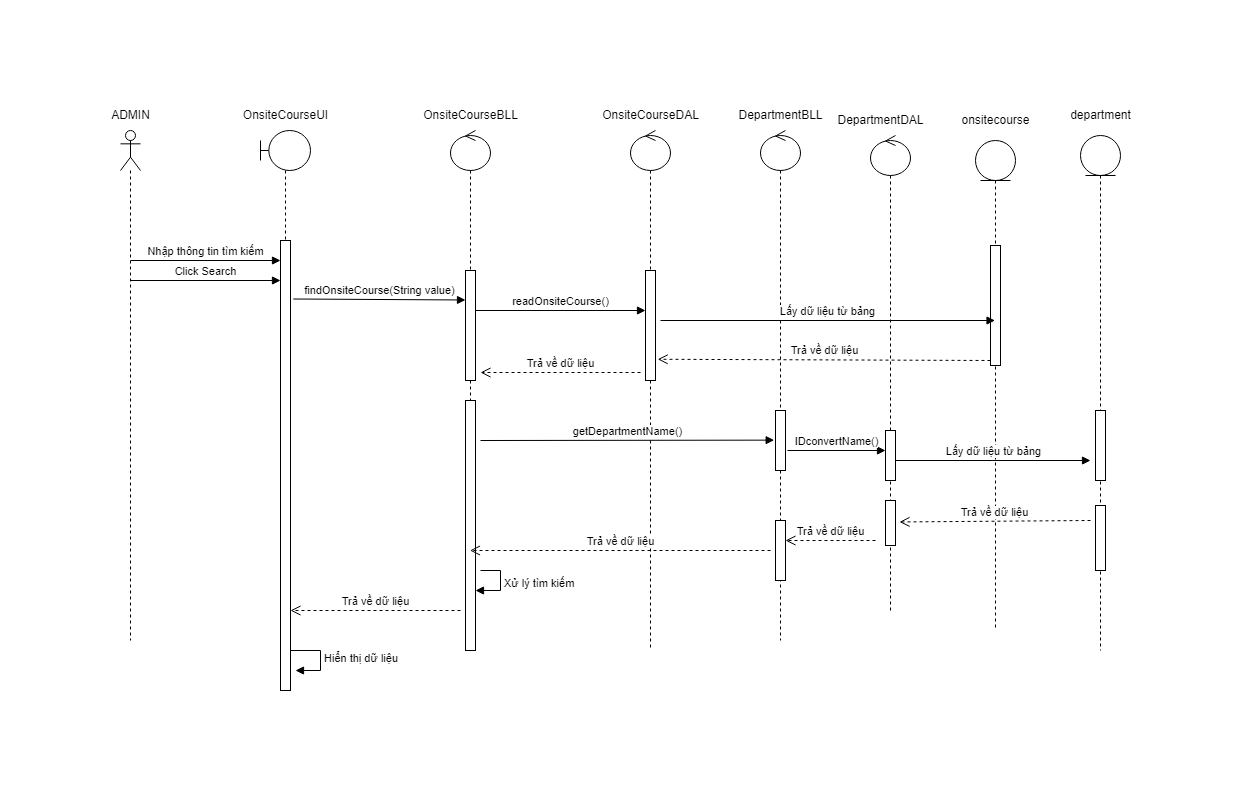 ADMIN
OnsiteCourseUI
OnsiteCourseBLL
OnsiteCourseDAL
DepartmentBLL
DepartmentDAL
onsitecourse
department
Nhập thông tin tìm kiếm
Click Search
findOnsiteCourse(String value)
readOnsiteCourse()
Lấy dữ liệu từ bảng
Trả về dữ liệu
Trả về dữ liệu
getDepartmentName()
IDconvertName()
Lấy dữ liệu từ bảng
Trả về dữ liệu
Trả về dữ liệu
Trả về dữ liệu
Xử lý tìm kiếm
Trả về dữ liệu
Hiển thị dữ liệu